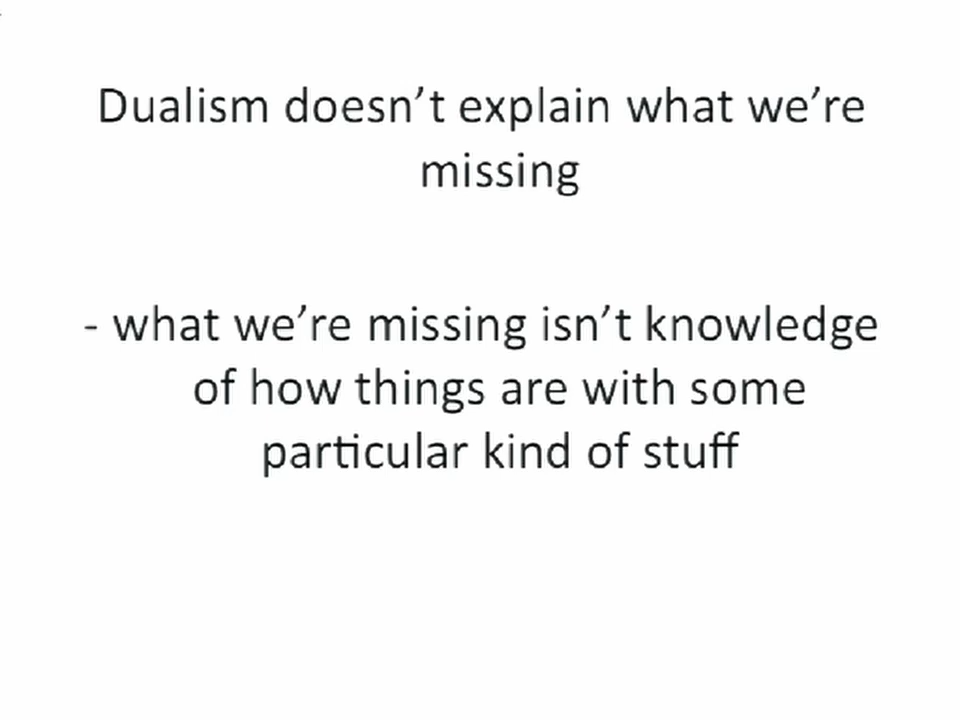 Dualism doesn’t explain what we’re
missing
- what we’re missing isn’t knowledge
of how things are with some
particular kind of stuff